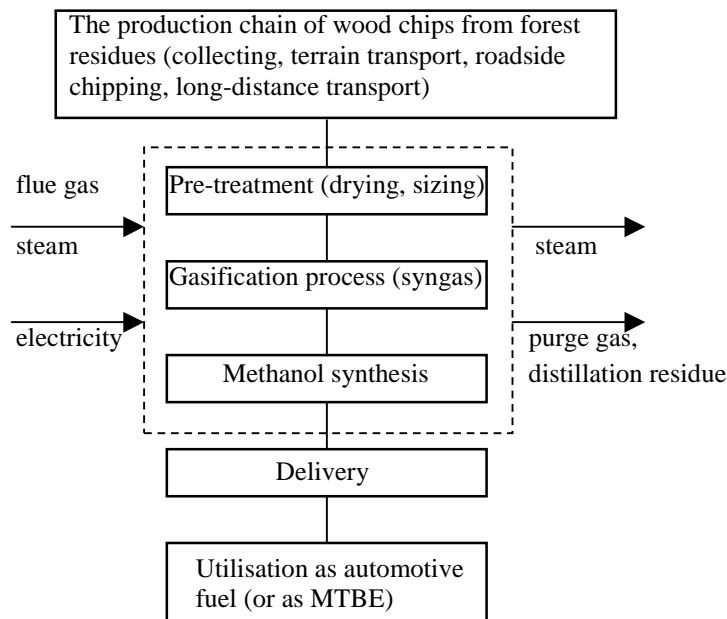 The production chain of wood chips from forest
residues (collecting, terrain transport, roadside
chipping, long-distance transport)
flue gas
steam
electricity
Pre-treatment (drying, sizing)
Gasification process (syngas)
Methanol synthesis
steam
purge gas,
distillation residue
Delivery
Utilisation as automotive
fuel (or as MTBE)